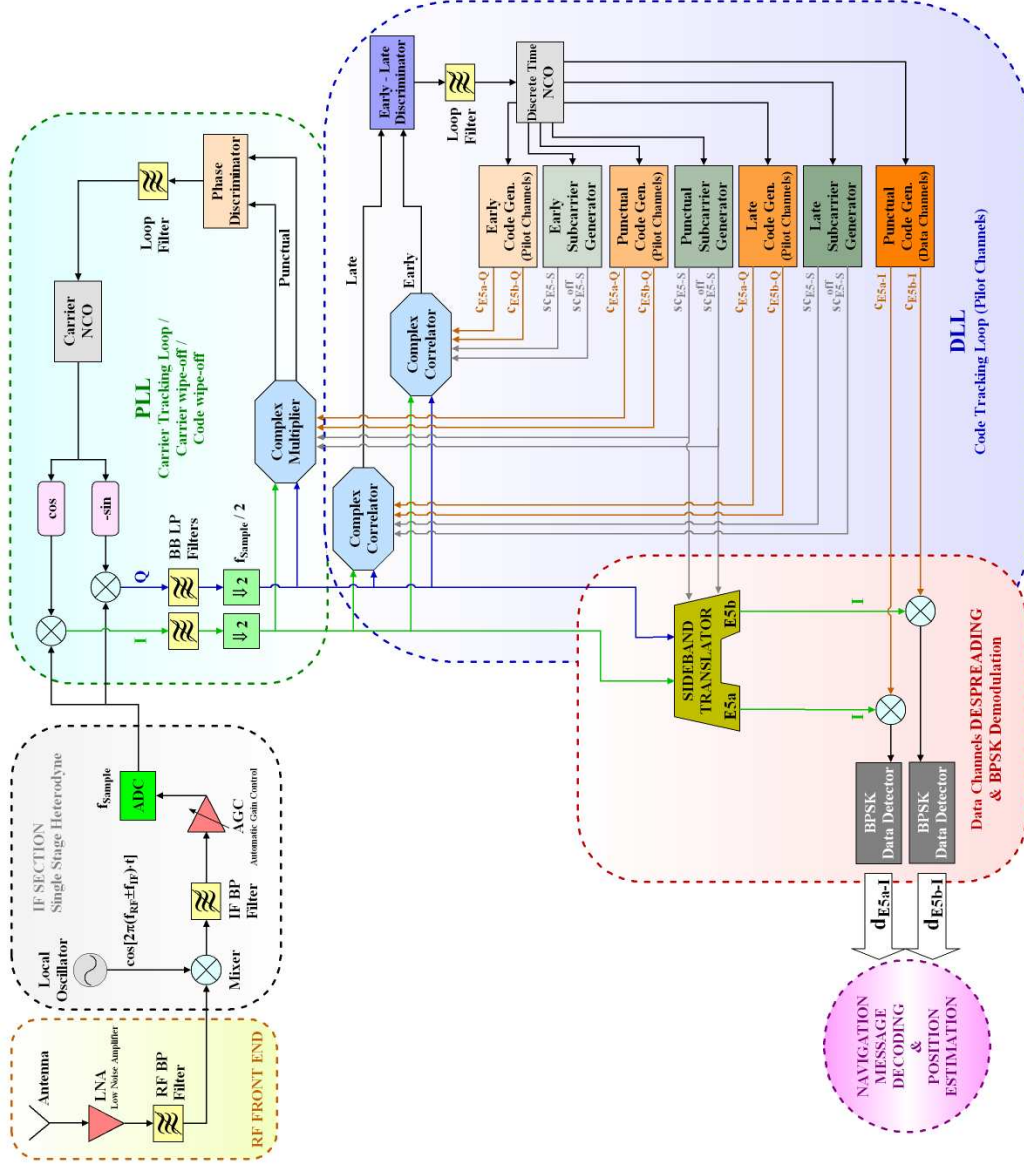 Antenna
LNA
Low Noise Amplifier
RF BP
Filter
RF FRONT END
IF SECTION
Single Stage Heterodyne
Local
Oscillator
cos[2π(fRF±fIF)·t]
Mixer
IF BP
Filter
AGC
Automatic Gain Control
fSample
ADC
PLL
Carrier Tracking Loop /
Carrier wipe-off /
Code wipe-off
cos
-sin
Carrier
NCO
Loop
Filter
Phase
Discriminator
Punctual
I
Q
BB LP
Filters
⇓2
⇓2
fSample / 2
Complex
Multiplier
Late
Early
Complex
Correlator
Complex
Correlator
Early - Late
Discriminator
Loop
Filter
Discrete Time
NCO
Early
Code Gen.
(Pilot Channels)
cE5a-Q
cE5b-Q
Early
Subcarrier
Generator
scE5-S
scoffE5-S
Punctual
Code Gen.
(Pilot Channels)
cE5a-Q
cE5b-Q
Punctual
Subcarrier
Generator
scE5-S
scoffE5-S
Late
Code Gen.
(Pilot Channels)
cE5a-Q
cE5b-Q
Late
Subcarrier
Generator
scE5-S
scoffE5-S
Punctual
Code Gen.
(Data Channels)
cE5a-I
cE5b-I
DLL
Code Tracking Loop (Pilot Channels)
SIDEBAND
TRANSLATOR
E5a
E5b
I
I
BPSK
Data Detector
BPSK
Data Detector
Data Channels DESPREADING
& BPSK Demodulation
dE5a-I
dE5b-I
NAVIGATION
MESSAGE
DECODING
&
POSITION
ESTIMATION